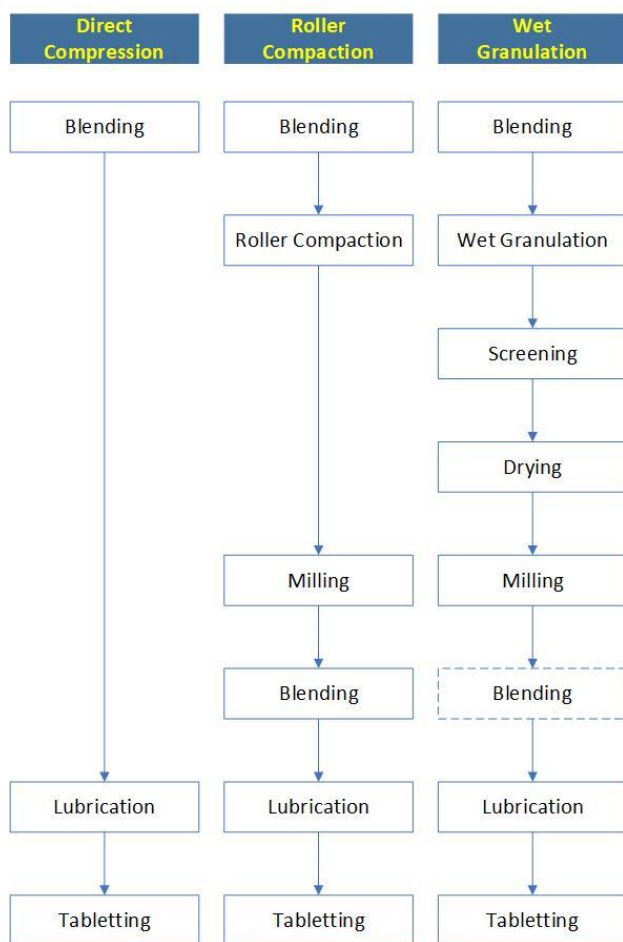 Direct
Compression
Roller
Compaction
Wet
Granulation
Blending
Blending
Blending
Roller Compaction
Wet Granulation
Screening
Drying
Milling
Milling
Blending
Blending
Lubrication
Lubrication
Lubrication
Tabletting
Tabletting
Tabletting